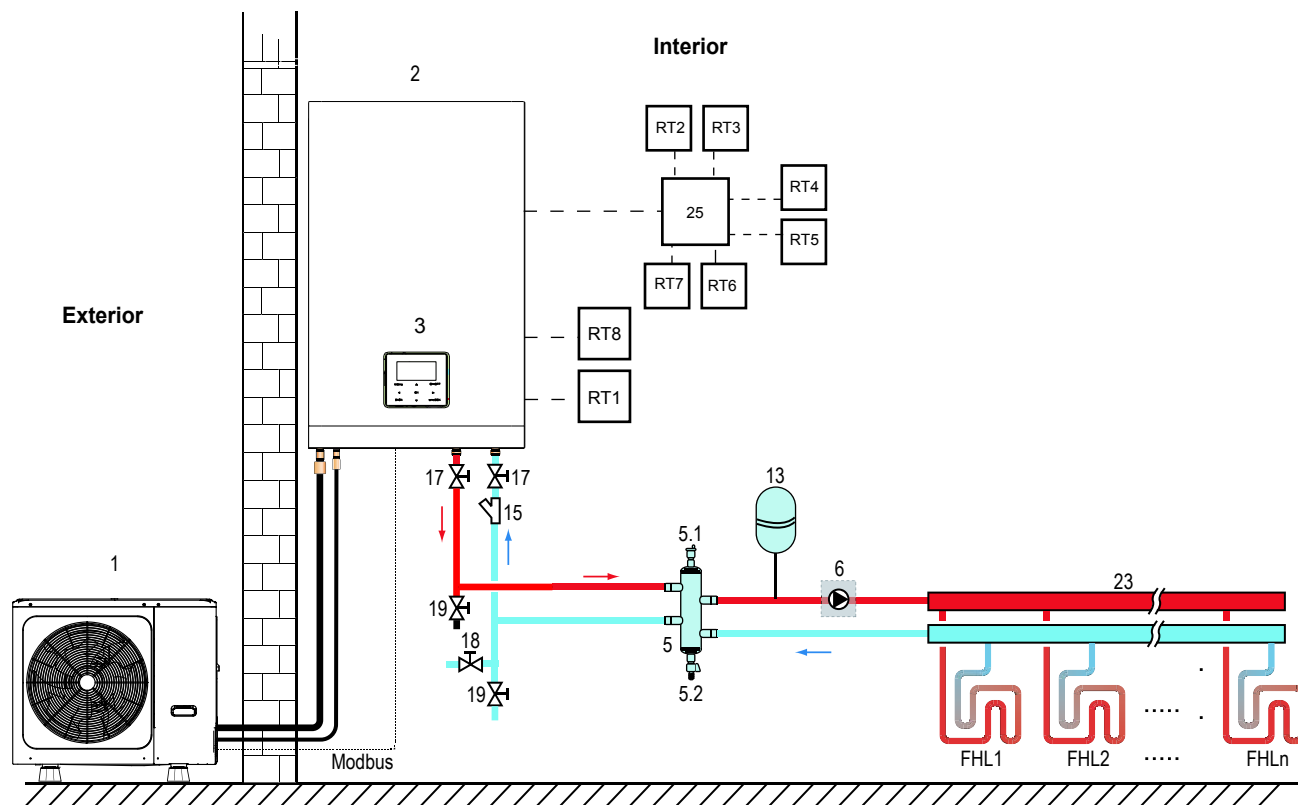 Interior
2
RT2
RT3
RT4
25
RT5
RT7
RT6
Exterior
3
RT8
RT1
17
17
15
13
1
5.1
6
23
19
18
5
19
5.2
Modbus
FHL1
FHL2
.....
.....
FHLn